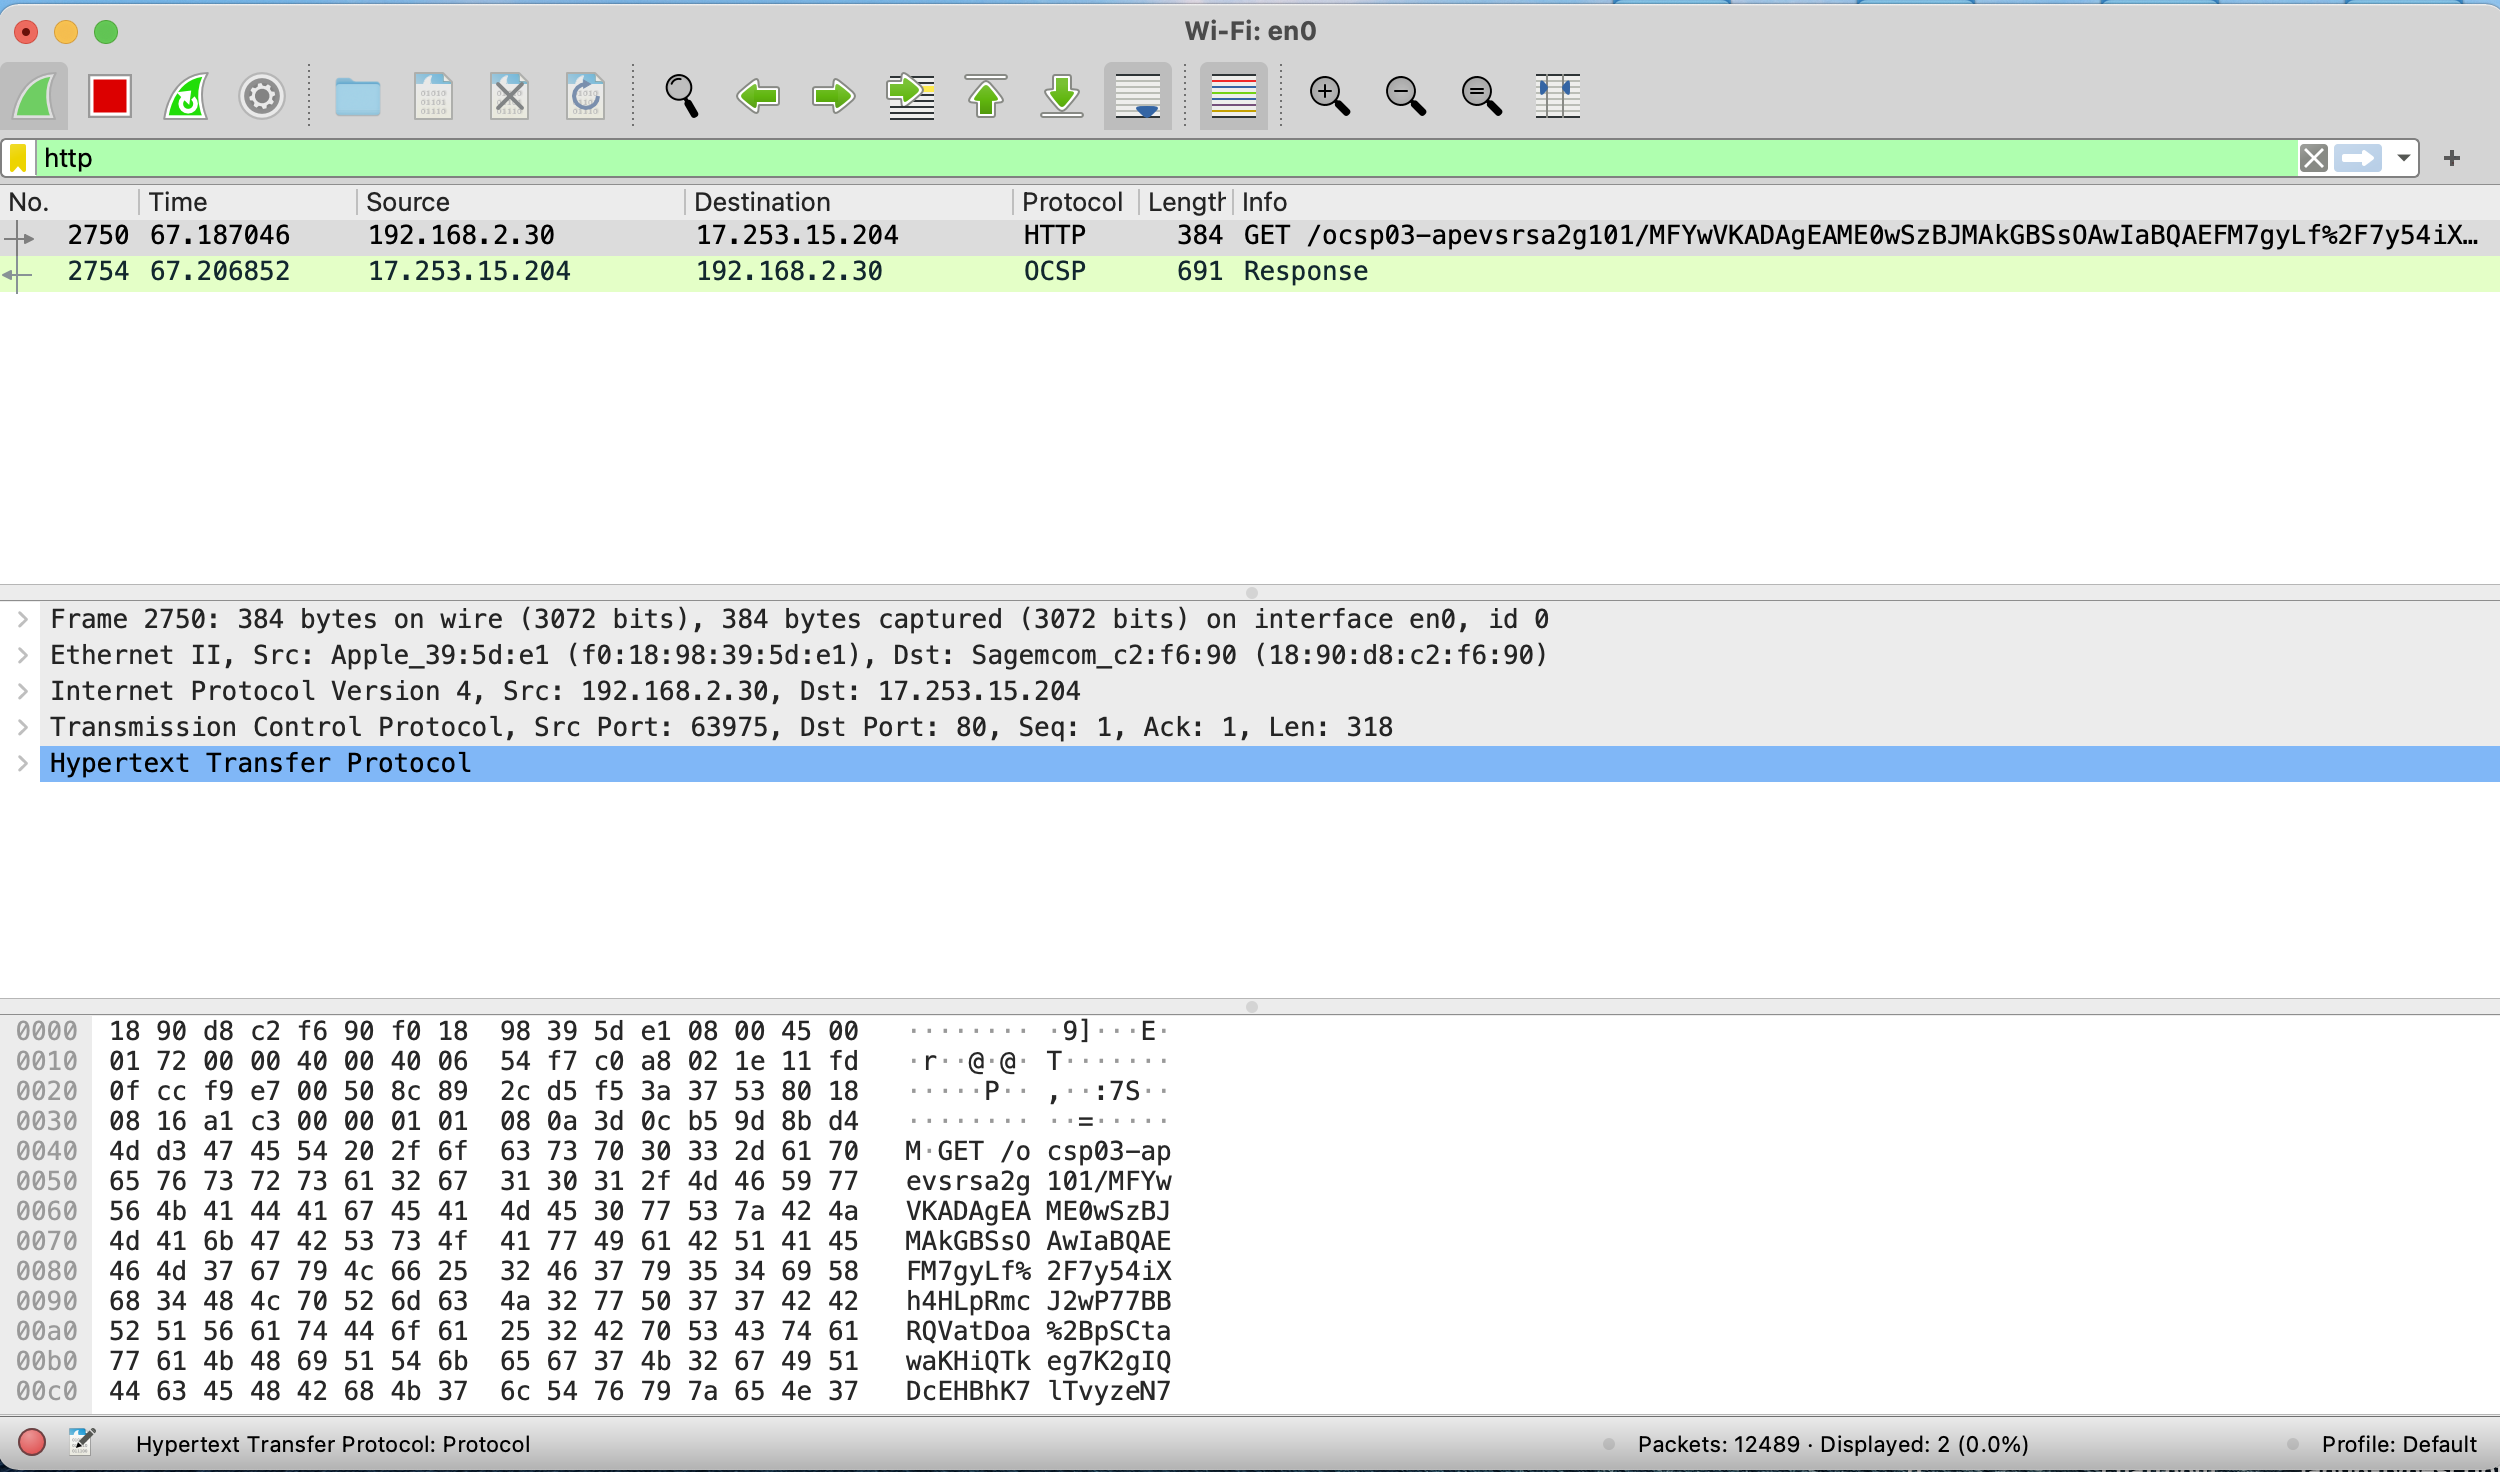 Wi-Fi: en0
http
No. Time Source Destination Protocol Length Info
2750 67.187046 192.168.2.30 17.253.15.204 HTTP 384 GET /ocsp03-apevsrsa2g101/MFYwVKADAgEAME0wSzBJMAkGBSsOAwIaBQAEFM7gyLf%2F7y54iX…
2754 67.206852 17.253.15.204 192.168.2.30 OCSP 691 Response
Frame 2750: 384 bytes on wire (3072 bits), 384 bytes captured (3072 bits) on interface en0, id 0
Ethernet II, Src: Apple_39:5d:e1 (f0:18:98:39:5d:e1), Dst: Sagemcom_c2:f6:90 (18:90:d8:c2:f6:90)
Internet Protocol Version 4, Src: 192.168.2.30, Dst: 17.253.15.204
Transmission Control Protocol, Src Port: 63975, Dst Port: 80, Seq: 1, Ack: 1, Len: 318
Hypertext Transfer Protocol
0000 18 90 d8 c2 f6 90 f0 18 98 39 5d e1 08 00 45 00 ········ ·9]···E·
0010 01 72 00 00 40 00 40 06 54 f7 c0 a8 02 1e 11 fd ·r··@·@· T·······
0020 0f cc f9 e7 00 50 8c 89 2c d5 f5 3a 37 53 80 18 ·····P·· ,··:7S··
0030 08 16 a1 c3 00 00 01 01 08 0a 3d 0c b5 9d 8b d4 ········ ··=·····
0040 4d d3 47 45 54 20 2f 6f 63 73 70 30 33 2d 61 70 M·GET /o csp03-ap
0050 65 76 73 72 73 61 32 67 31 30 31 2f 4d 46 59 77 evsrsa2g 101/MFYw
0060 56 4b 41 44 41 67 45 41 4d 45 30 77 53 7a 42 4a VKADAgEA ME0wSzBJ
0070 4d 41 6b 47 42 53 73 4f 41 77 49 61 42 51 41 45 MAkGBSsO AwIaBQAE
0080 46 4d 37 67 79 4c 66 25 32 46 37 79 35 34 69 58 FM7gyLf% 2F7y54iX
0090 68 34 48 4c 70 52 6d 63 4a 32 77 50 37 37 42 42 h4HLpRmc J2wP77BB
00a0 52 51 56 61 74 44 6f 61 25 32 42 70 53 43 74 61 RQVatDoa %2BpSCta
00b0 77 61 4b 48 69 51 54 6b 65 67 37 4b 32 67 49 51 waKHiQTk eg7K2gIQ
00c0 44 63 45 48 42 68 4b 37 6c 54 76 79 7a 65 4e 37 DcEHBhK7 lTvyzeN7
Hypertext Transfer Protocol: Protocol Packets: 12489 · Displayed: 2 (0.0%) Profile: Default